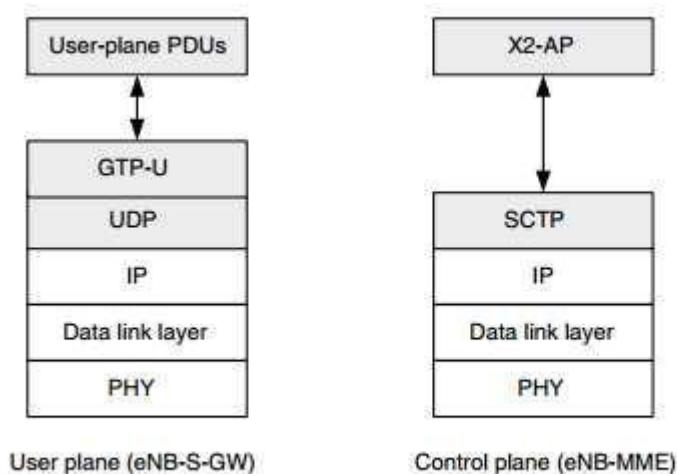 User-plane PDUs
GTP-U
UDP
IP
Data link layer
PHY
User plane (eNB-S-GW)
X2-AP
SCTP
IP
Data link layer
PHY
Control plane (eNB-MME)